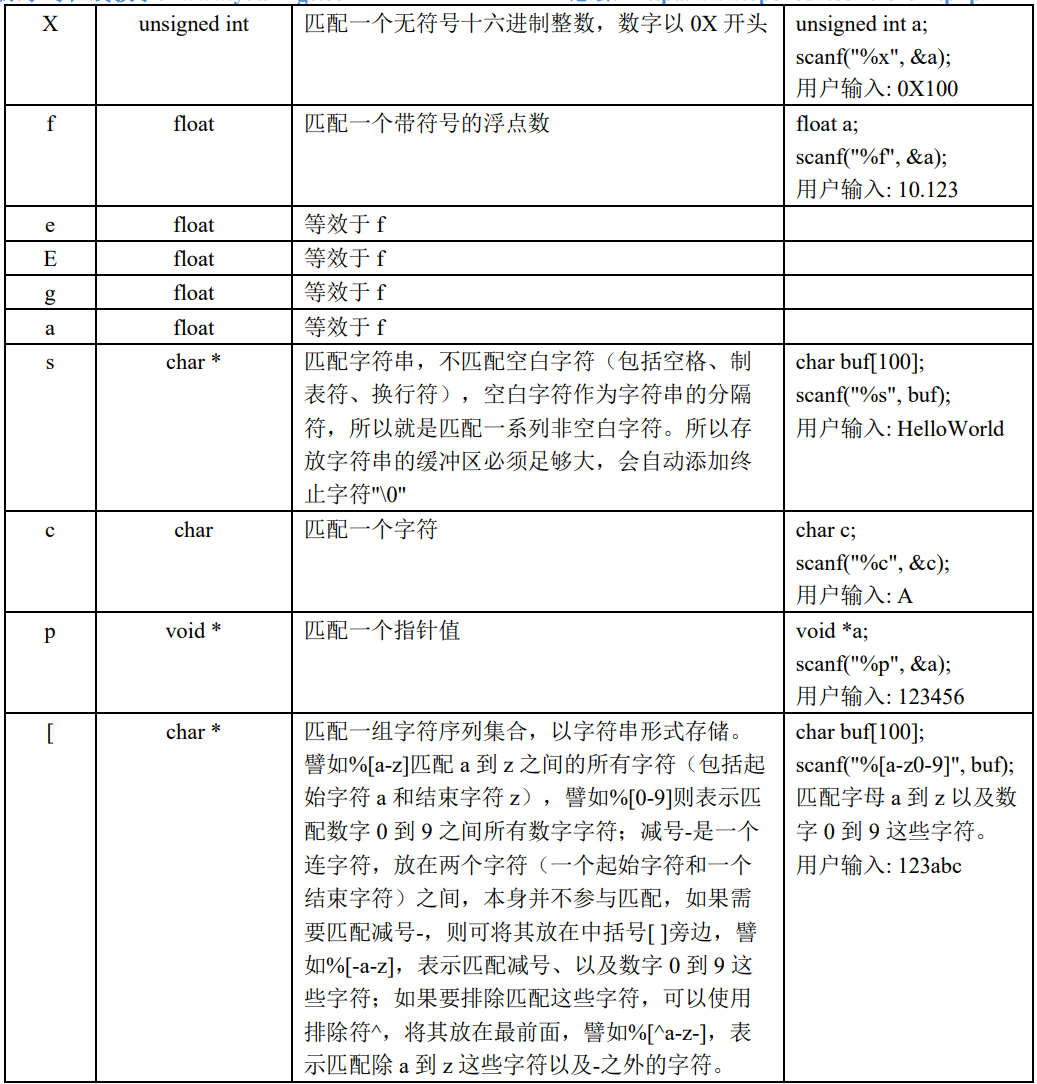 X unsigned int 匹配一个无符号十六进制整数，数字以 0X 开头 unsigned int a;
scanf("%x", &a);
用户输入: 0X100
f float 匹配一个带符号的浮点数 float a;
scanf("%f", &a);
用户输入: 10.123
e float 等效于 f
E float 等效于 f
g float 等效于 f
a float 等效于 f
s char * 匹配字符串，不匹配空白字符（包括空格、制
表符、换行符），空白字符作为字符串的分隔
符，所以就是匹配一系列非空白字符。所以存
放字符串的缓冲区必须足够大，会自动添加终
止字符"\0"
char buf[100];
scanf("%s", buf);
用户输入: HelloWorld
c char 匹配一个字符 char c;
scanf("%c", &c);
用户输入: A
p void * 匹配一个指针值 void *a;
scanf("%p", &a);
用户输入: 123456
[ char * 匹配一组字符序列集合，以字符串形式存储。
譬如%[a-z]匹配 a 到 z 之间的所有字符（包括起
始字符 a 和结束字符 z），譬如%[0-9]则表示匹
配数字 0 到 9 之间所有数字字符；减号-是一个
连字符，放在两个字符（一个起始字符和一个
结束字符）之间，本身并不参与匹配，如果需
要匹配减号-，则可将其放在中括号[ ]旁边，譬
如%[-a-z]，表示匹配减号、以及数字 0 到 9 这
些字符；如果要排除匹配这些字符，可以使用
排除符^，将其放在最前面，譬如%[^a-z-]，表
示匹配除 a 到 z 这些字符以及-之外的字符。
char buf[100];
scanf("%[a-z0-9]", buf);
匹配字母 a 到 z 以及数
字 0 到 9 这些字符。
用户输入: 123abc